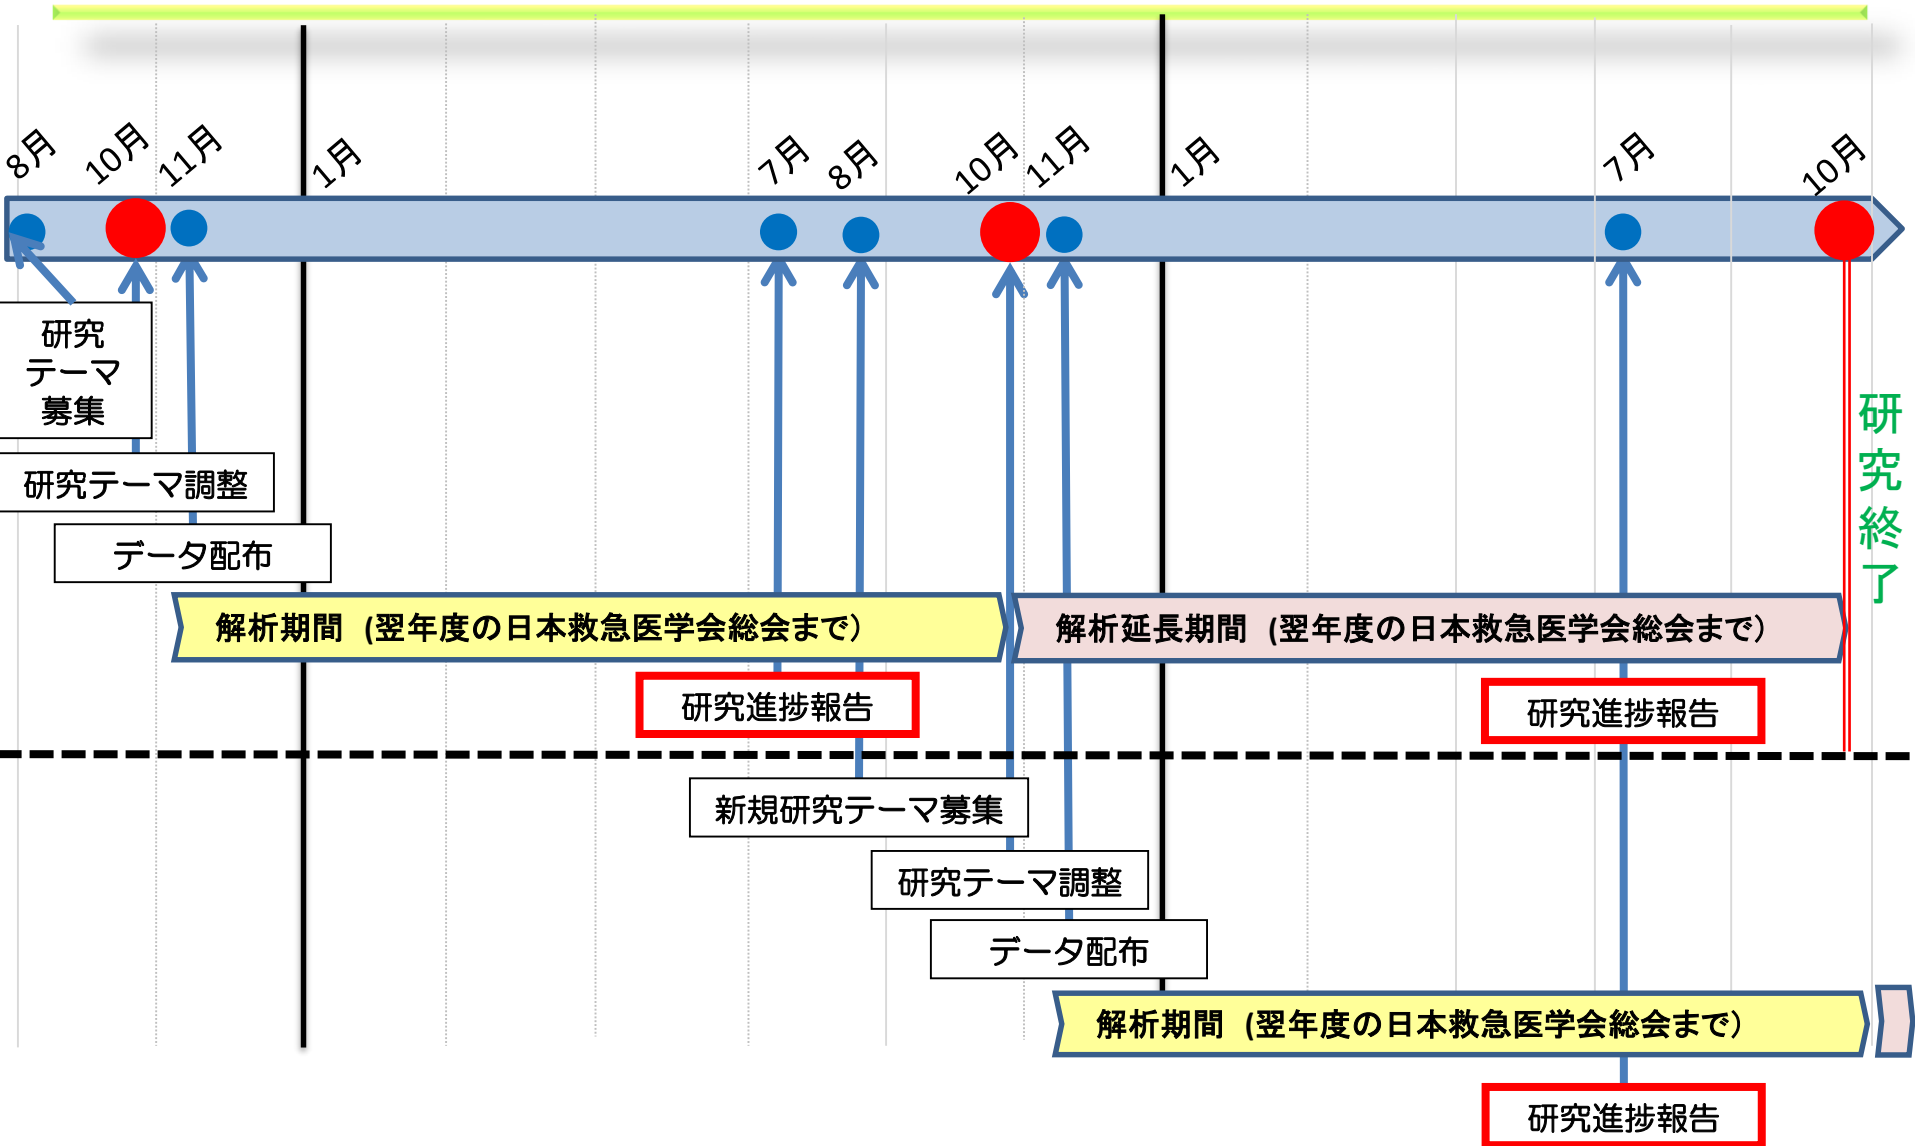 8月
10月
11月
1月
7月
8月
10月
11月
1月
7月
10月
研究
テーマ
募集
研究テーマ調整
データ配布
解析期間 (翌年度の日本救急医学会総会まで)
解析延長期間 (翌年度の日本救急医学会総会まで)
研究終了
研究進捗報告
研究進捗報告
新規研究テーマ募集
研究テーマ調整
データ配布
解析期間 (翌年度の日本救急医学会総会まで)
研究進捗報告